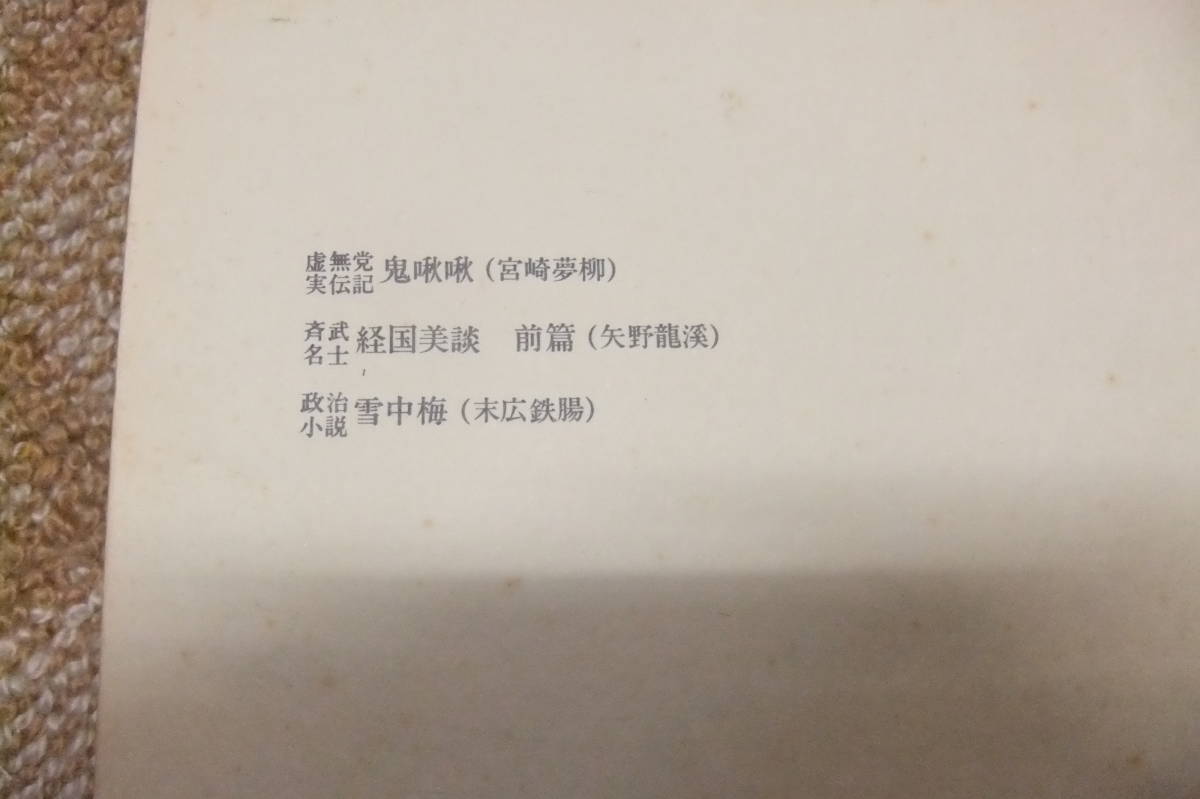 虚無党実伝記 鬼啾啾（宮崎夢柳）
斉武名士 経国美談　前篇（矢野龍溪）
政治小説 雪中梅（末広鉄腸）